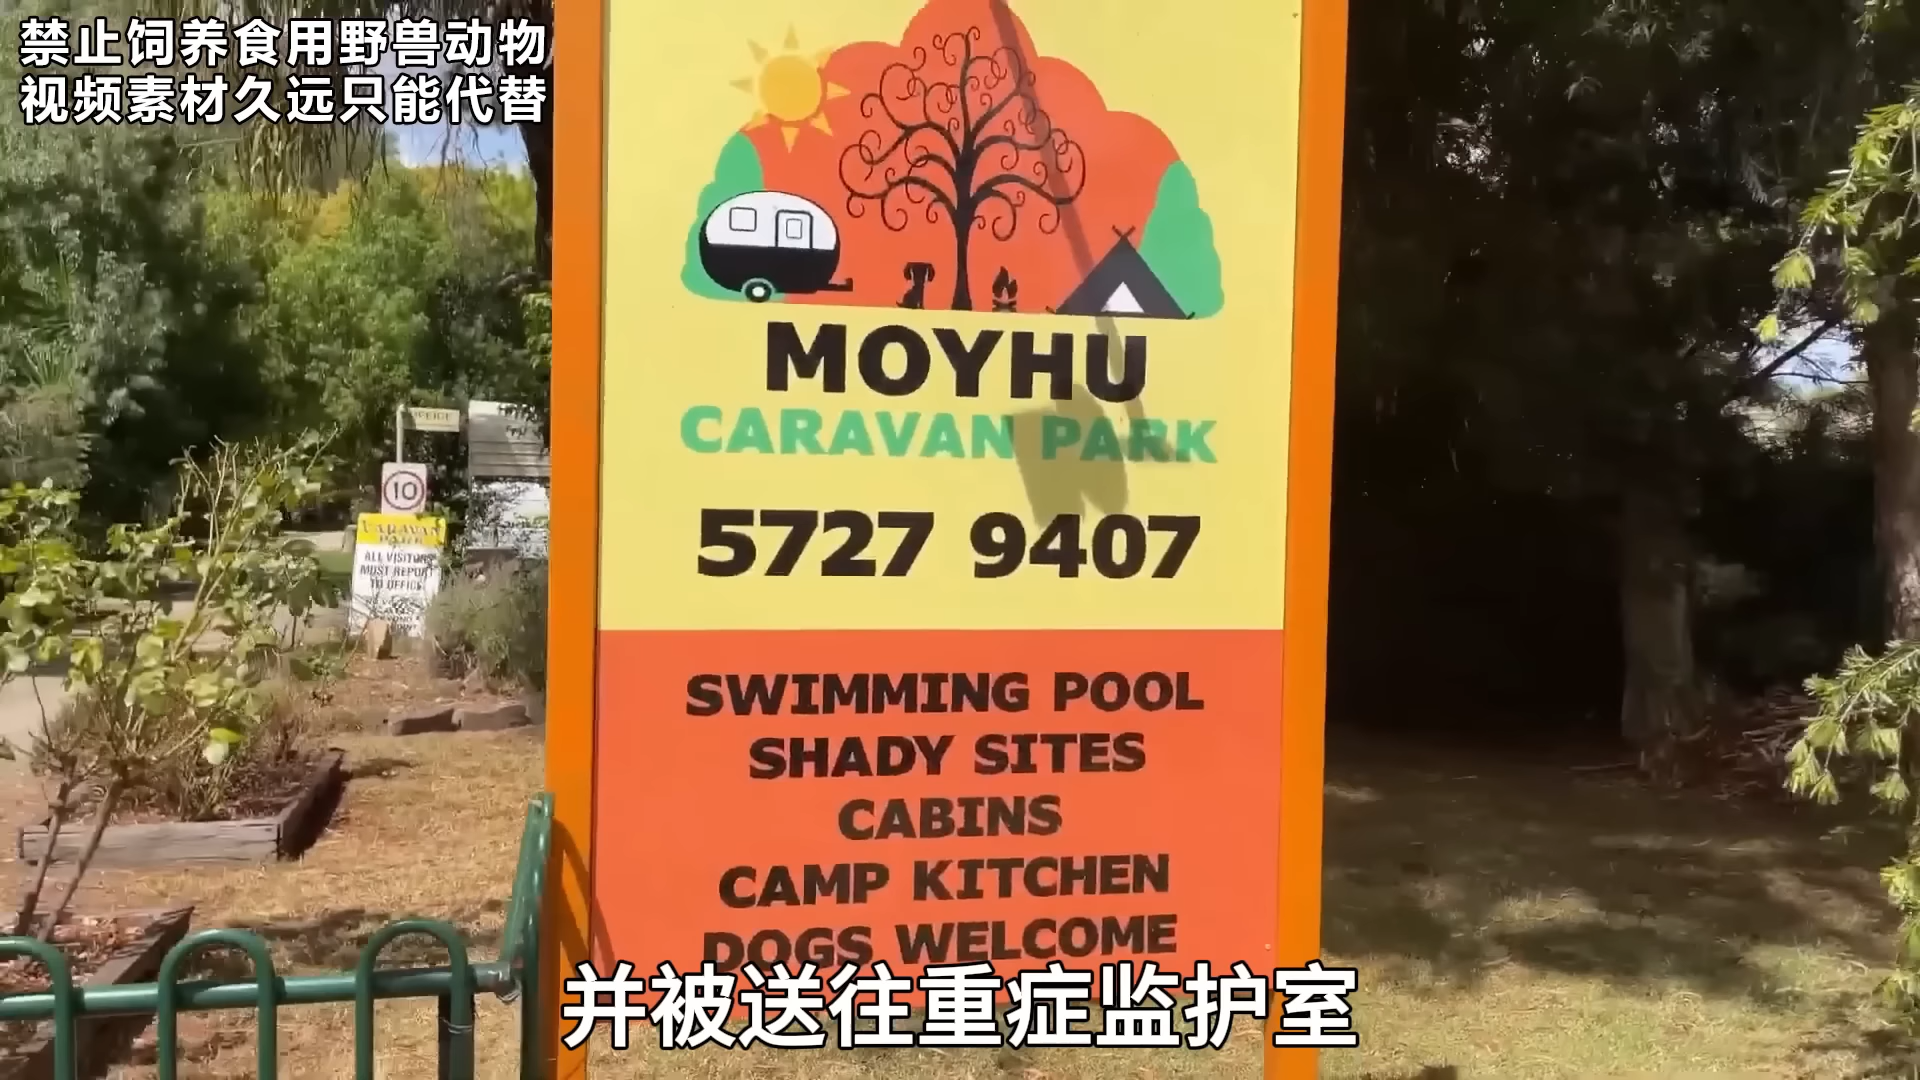 禁止饲养食用野兽动物
视频素材久远只能代替
MOYHU
CARAVAN PARK
5727 9407
10
CARAVAN
PARK
ALL VISITORS
MUST REPORT
TO OFFICE
SWIMMING POOL
SHADY SITES
CABINS
CAMP KITCHEN
DOGS WELCOME
并被送往重症监护室